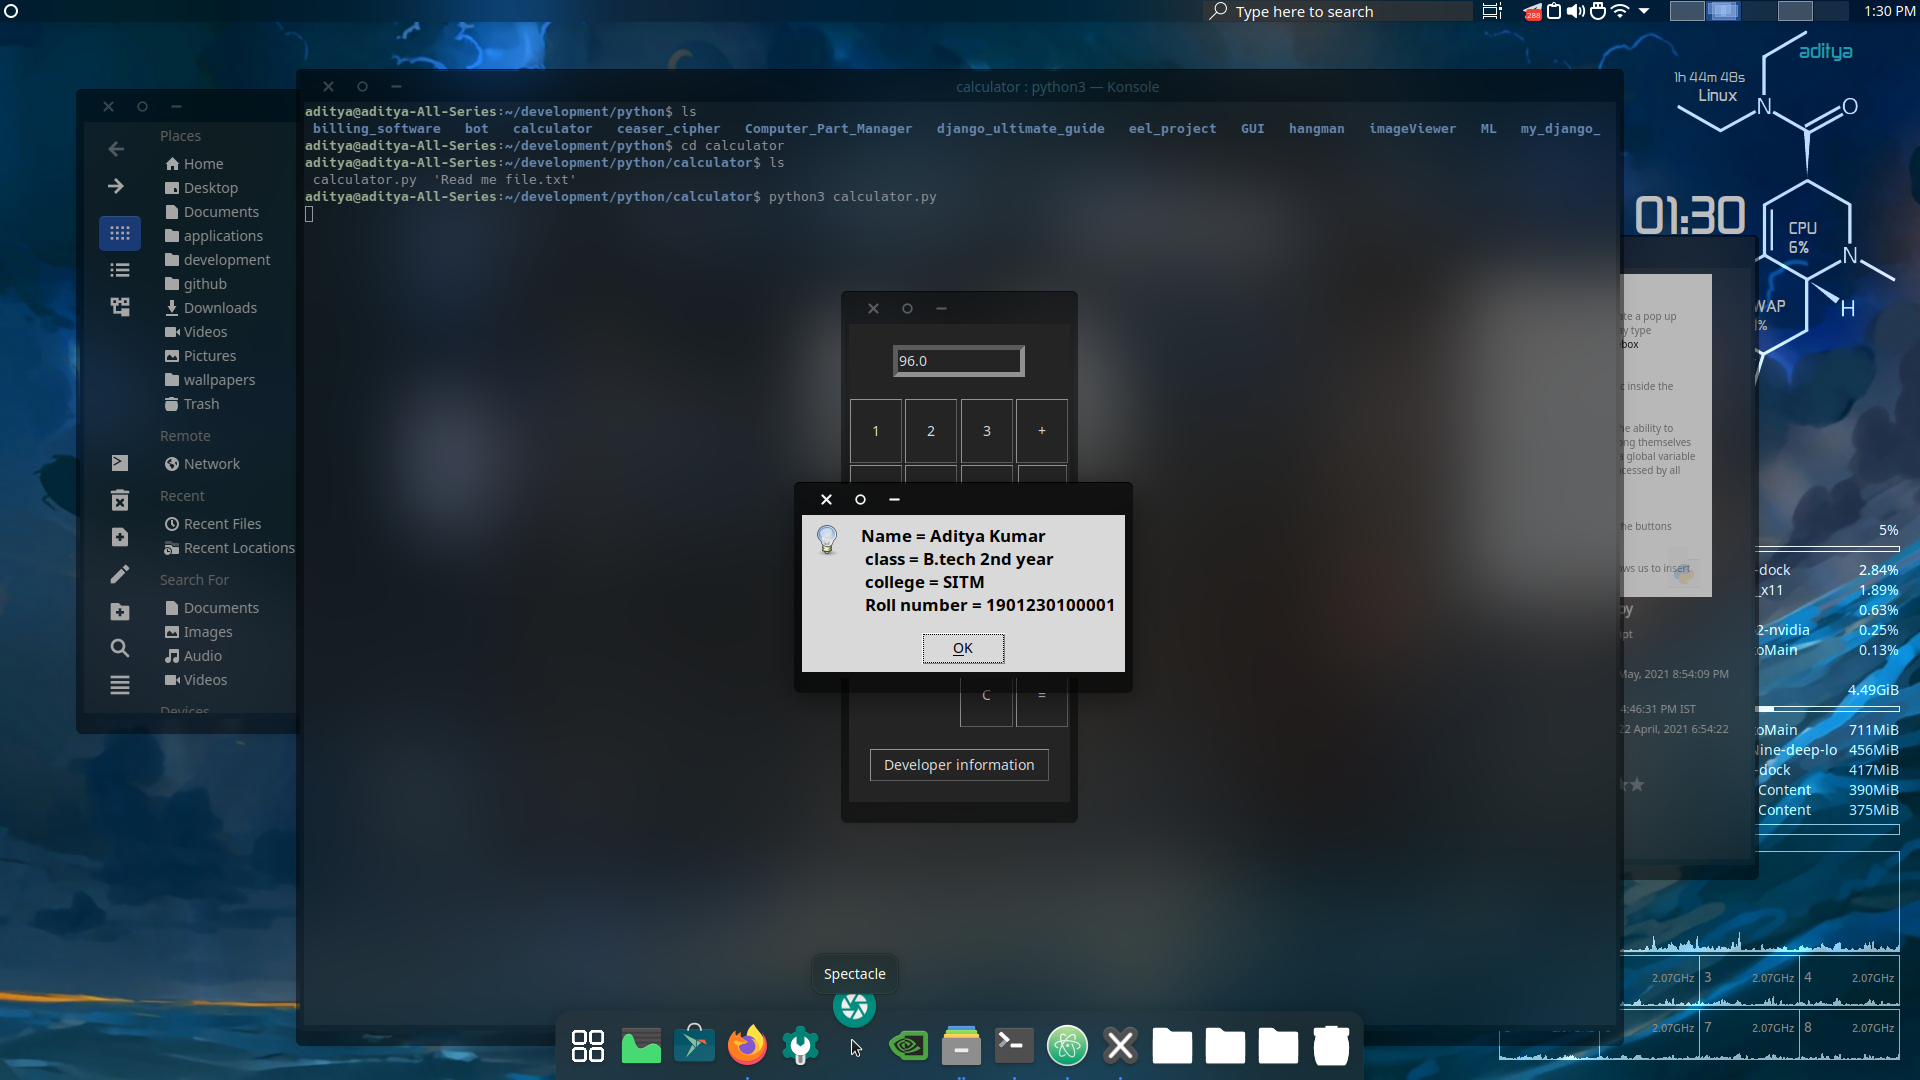 Type here to search
288
1:30 PM
aditya
1h 44m 48s
Linux
N
O
01:30
CPU
6%
N
H
calculator : python3 — Konsole
aditya@aditya-All-Series:~/development/python$ ls
billing_software bot calculator ceaser_cipher Computer_Part_Manager django_ultimate_guide eel_project GUI hangman imageViewer ML my_django_
aditya@aditya-All-Series:~/development/python$ cd calculator
aditya@aditya-All-Series:~/development/python/calculator$ ls
calculator.py 'Read me file.txt'
aditya@aditya-All-Series:~/development/python/calculator$ python3 calculator.py
Places
Home
Desktop
Documents
applications
development
github
Downloads
Videos
Pictures
wallpapers
Trash
Remote
Network
Recent
Recent Files
Recent Locations
Search For
Documents
Images
Audio
Videos
Devices
96.0
1 2 3 +
Name = Aditya Kumar
class = B.tech 2nd year
college = SITM
Roll number = 1901230100001
OK
C =
Developer information
WAP
%
te a pop up
y type
box
c inside the
he ability to
ng themselves
a global variable
cessed by all
he buttons
ws us to insert
py
pt
May, 2021 8:54:09 PM
4:46:31 PM IST
22 April, 2021 6:54:22
5%
-dock 2.84%
_x11 1.89%
0.63%
2-nvidia 0.25%
oMain 0.13%
4.49GiB
oMain 711MiB
ine-deep-lo 456MiB
-dock 417MiB
Content 390MiB
Content 375MiB
2.07GHz 3 2.07GHz 4 2.07GHz
2.07GHz 7 2.07GHz 8 2.07GHz
Spectacle